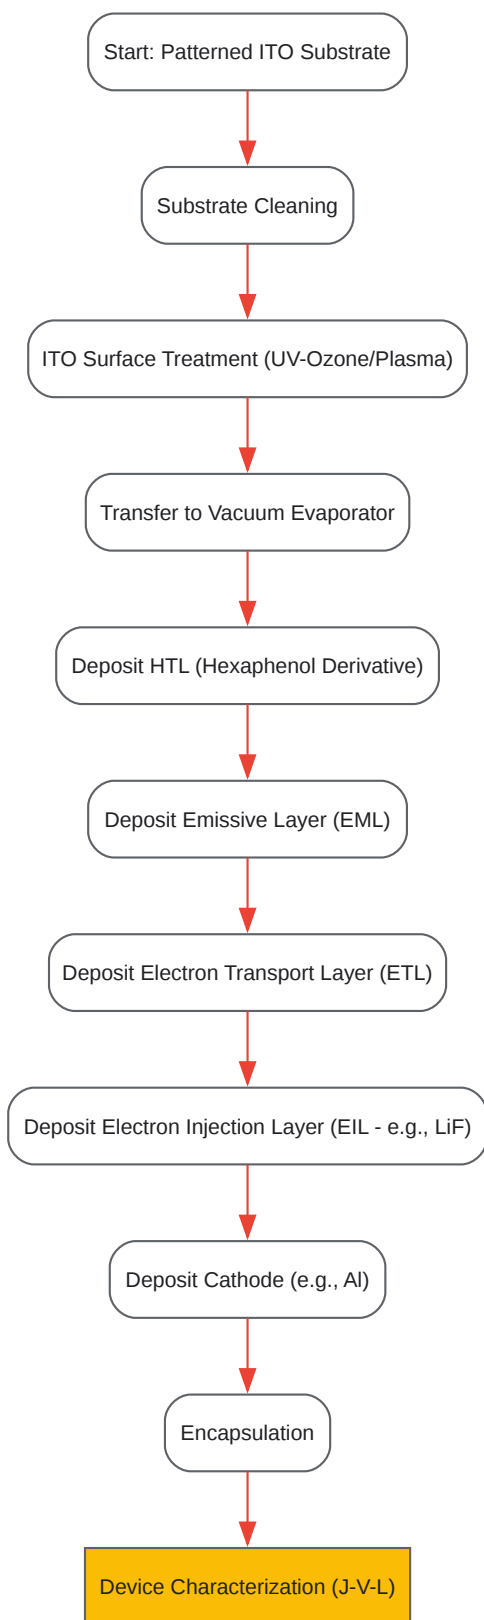 Start: Patterned ITO Substrate
Substrate Cleaning
ITO Surface Treatment (UV-Ozone/Plasma)
Transfer to Vacuum Evaporator
Deposit HTL (Hexaphenol Derivative)
Deposit Emissive Layer (EML)
Deposit Electron Transport Layer (ETL)
Deposit Electron Injection Layer (EIL - e.g., LiF)
Deposit Cathode (e.g., Al)
Encapsulation
Device Characterization (J-V-L)